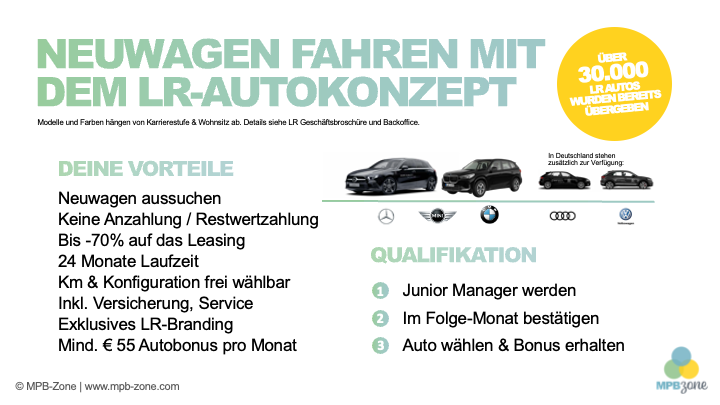 NEUWAGEN FAHREN MIT
DEM LR-AUTOKONZEPT
Modelle und Farben hängen von Karrierestufe & Wohnsitz ab. Details siehe LR Geschäftsbroschüre und Backoffice.
ÜBER
30.000
LR AUTOS
WURDEN BEREITS
ÜBERGEBEN
DEINE VORTEILE
Neuwagen aussuchen
Keine Anzahlung / Restwertzahlung
Bis -70% auf das Leasing
24 Monate Laufzeit
Km & Konfiguration frei wählbar
Inkl. Versicherung, Service
Exklusives LR-Branding
Mind. € 55 Autobonus pro Monat
In Deutschland stehen
zusätzlich zur Verfügung:
MINI
BMW
Volkswagen
QUALIFIKATION
1 Junior Manager werden
2 Im Folge-Monat bestätigen
3 Auto wählen & Bonus erhalten
© MPB-Zone | www.mpb-zone.com
MPBzone